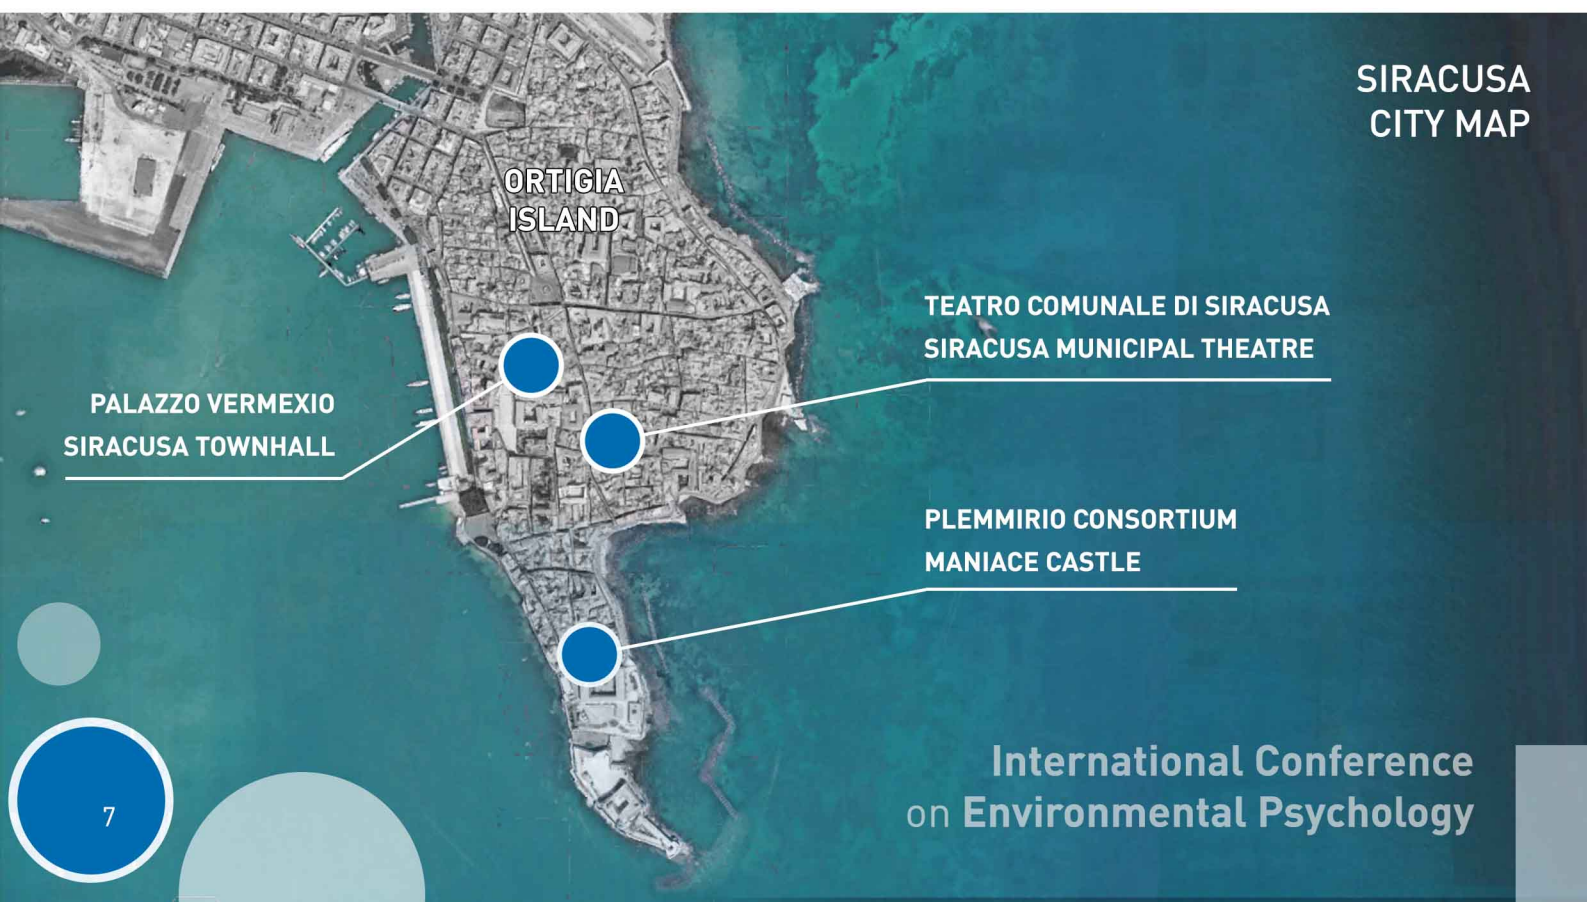 SIRACUSA
CITY MAP
ORTIGIA
ISLAND
TEATRO COMUNALE DI SIRACUSA
SIRACUSA MUNICIPAL THEATRE
PALAZZO VERMEXIO
SIRACUSA TOWNHALL
PLEMMIRIO CONSORTIUM
MANIACE CASTLE
International Conference
on Environmental Psychology
7